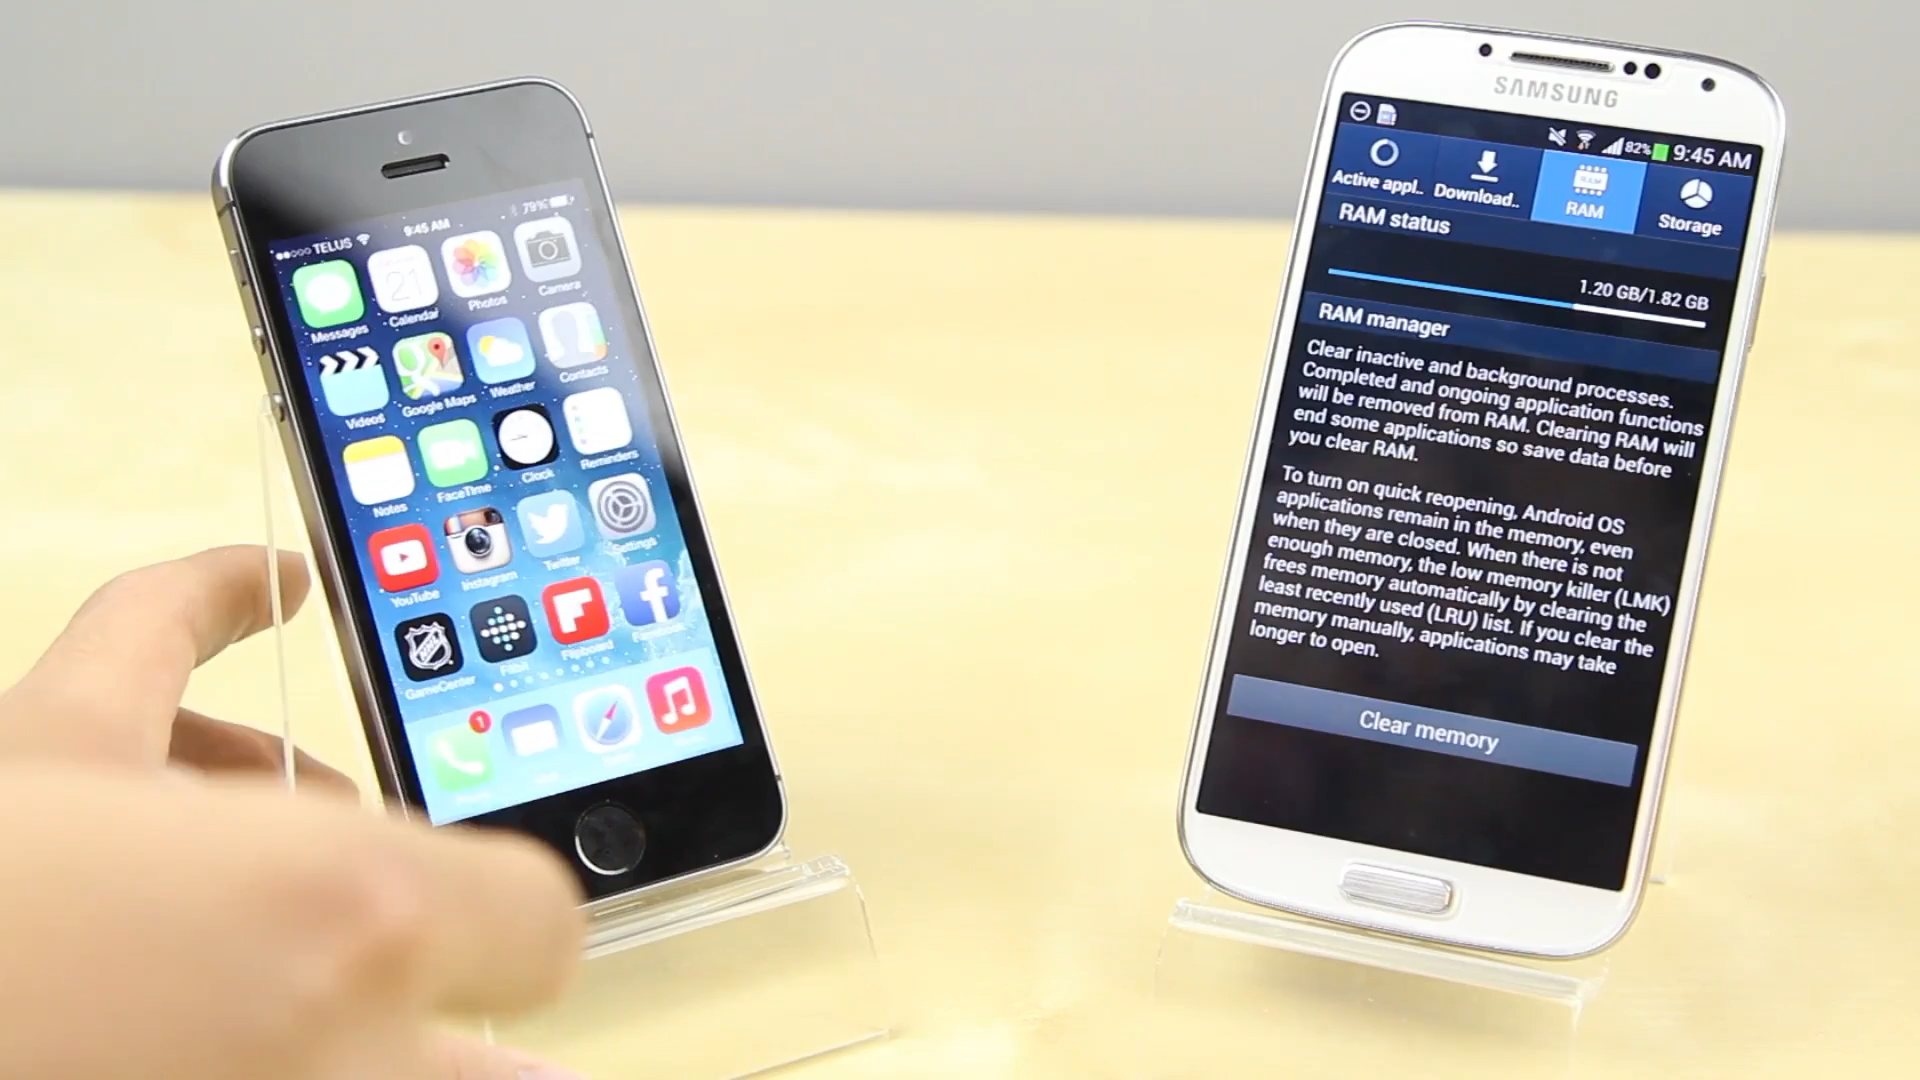 TELUS
9:45 AM
79%
Messages
Calendar
Photos
Camera
21
Videos
Google Maps
Weather
Contacts
Notes
FaceTime
Clock
Reminders
YouTube
Instagram
Twitter
Settings
NHL
GameCenter
Fitbit
Flipboard
Facebook
1
SAMSUNG
82%
9:45 AM
Active appl..
Download..
RAM
RAM
Storage
RAM status
1.20 GB/1.82 GB
RAM manager
Clear inactive and background processes.
Completed and ongoing application functions
will be removed from RAM. Clearing RAM will
end some applications so save data before
you clear RAM.
To turn on quick reopening, Android OS
applications remain in the memory, even
when they are closed. When there is not
enough memory, the low memory killer (LMK)
frees memory automatically by clearing the
least recently used (LRU) list. If you clear the
memory manually, applications may take
longer to open.
Clear memory